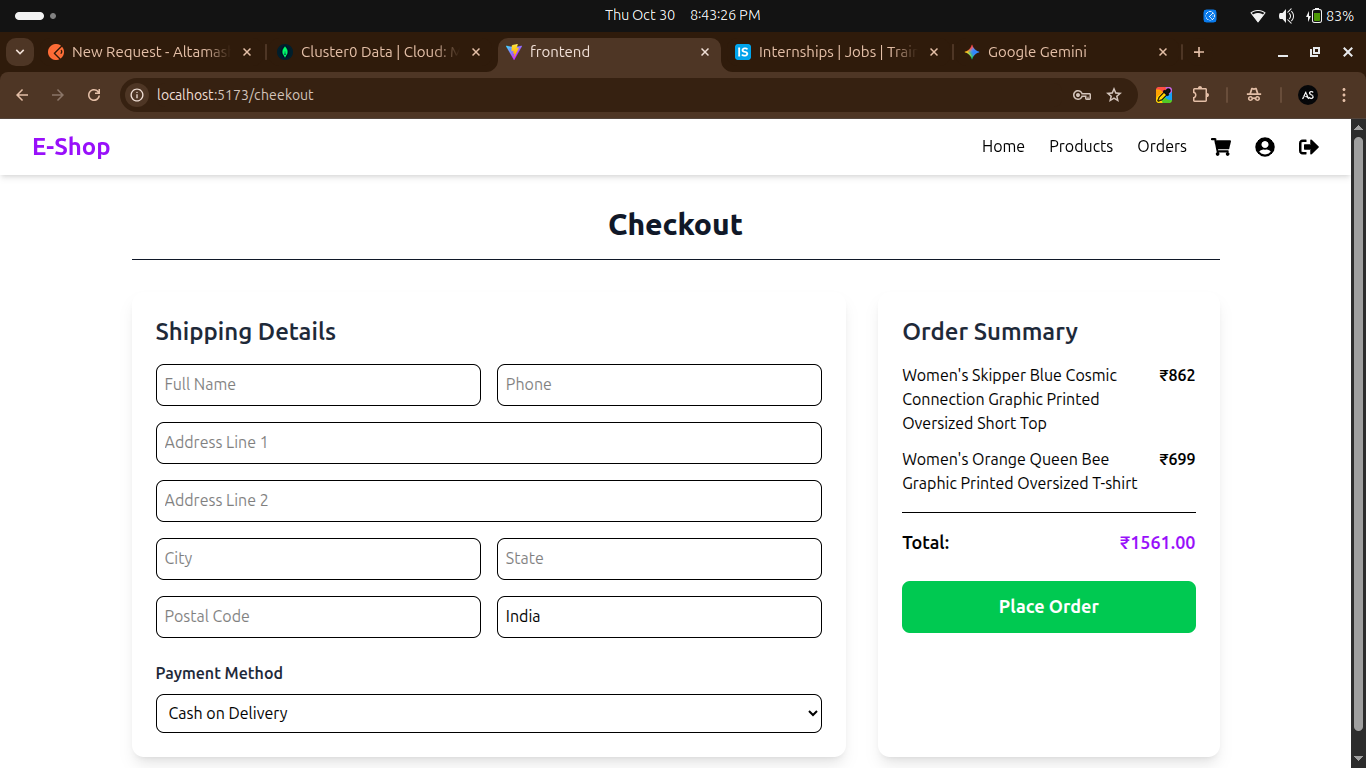 Thu Oct 30 8:43:26 PM
83%
New Request - Altamas
Cluster0 Data | Cloud: M
frontend
Internships | Jobs | Train
Google Gemini
localhost:5173/cheekout
AS
E-Shop
Home Products Orders
Checkout
Shipping Details
Full Name
Phone
Address Line 1
Address Line 2
City
State
Postal Code
India
Payment Method
Cash on Delivery
Order Summary
Women's Skipper Blue Cosmic ₹862
Connection Graphic Printed
Oversized Short Top
Women's Orange Queen Bee ₹699
Graphic Printed Oversized T-shirt
Total: ₹1561.00
Place Order